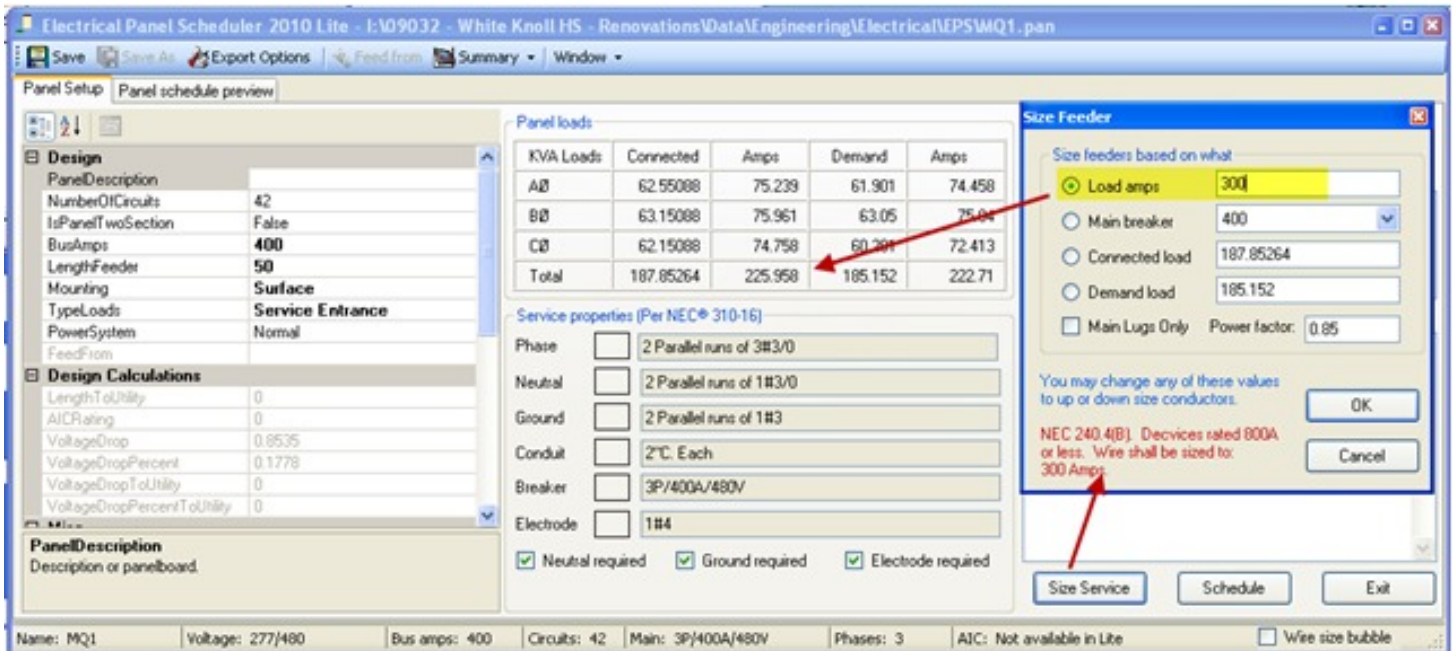 Electrical Panel Scheduler 2010 Lite - I:\09032 - White Knoll HS - Renovations\Data\Engineering\Electrical\EPS\MQ1.pan
Save Save As Export Options Feed from Summary Window
Panel Setup Panel schedule preview
Design
PanelDescription
NumberOfCircuits 42
IsPanelTwoSection False
BusAmps 400
LengthFeeder 50
Mounting Surface
TypeLoads Service Entrance
PowerSystem Normal
FeedFrom
Design Calculations
LengthToUtility 0
AICRating 0
VoltageDrop 0.8535
VoltageDropPercent 0.1778
VoltageDropToUtility 0
VoltageDropPercentToUtility 0
Misc
PanelDescription
Description or panelboard.
Panel loads
KVA Loads Connected Amps Demand Amps
AØ 62.55088 75.239 61.901 74.458
BØ 63.15088 75.961 63.05 75.84
CØ 62.15088 74.758 60.201 72.413
Total 187.85264 225.958 185.152 222.71
Service properties (Per NEC® 310-16)
Phase 2 Parallel runs of 3#3/0
Neutral 2 Parallel runs of 1#3/0
Ground 2 Parallel runs of 1#3
Conduit 2"C. Each
Breaker 3P/400A/480V
Electrode 1#4
Neutral required Ground required Electrode required
Size Feeder
Size feeders based on what
Load amps 300
Main breaker 400
Connected load 187.85264
Demand load 185.152
Main Lugs Only Power factor: 0.85
You may change any of these values
to up or down size conductors.
OK
NEC 240.4(B). Decvices rated 800A
or less. Wire shall be sized to:
300 Amps.
Cancel
Size Service Schedule Exit
Name: MQ1 Voltage: 277/480 Bus amps: 400 Circuits: 42 Main: 3P/400A/480V Phases: 3 AIC: Not available in Lite Wire size bubble